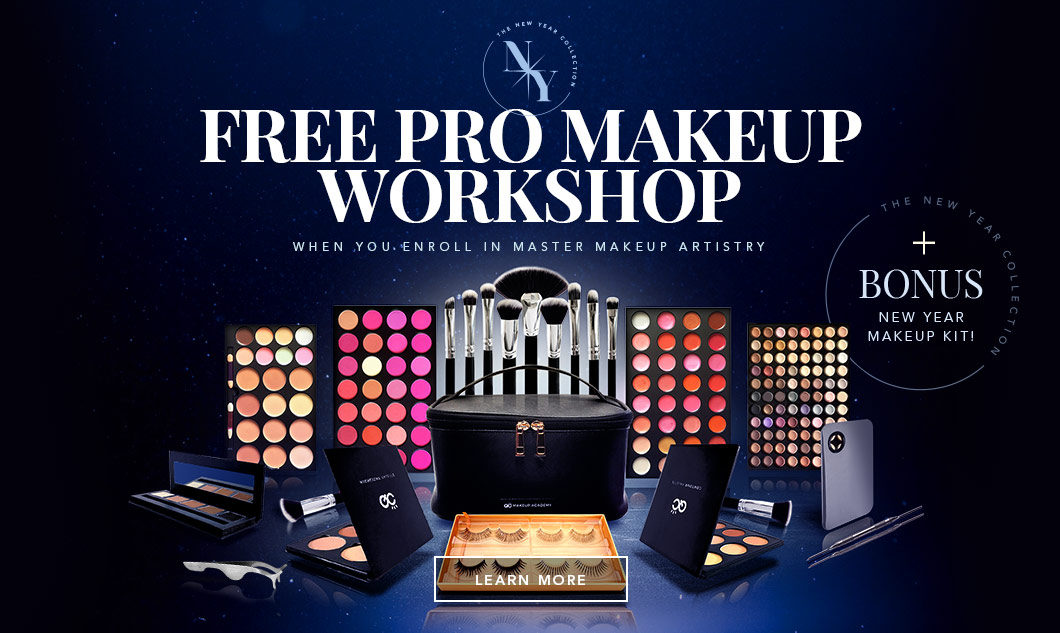 THE NEW YEAR COLLECTION
NY
FREE PRO MAKEUP
WORKSHOP
WHEN YOU ENROLL IN MASTER MAKEUP ARTISTRY
THE NEW YEAR COLLECTION
+
BONUS
NEW YEAR
MAKEUP KIT!
QC MAKEUP ACADEMY
LEARN MORE